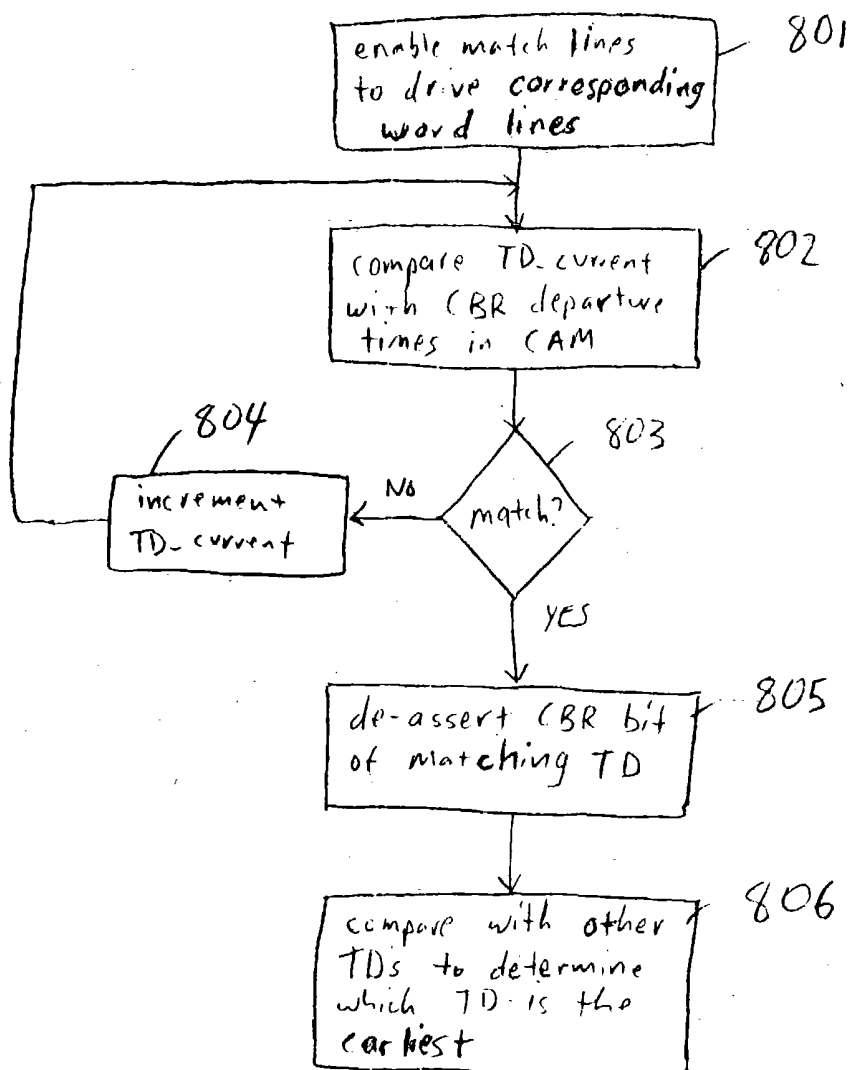 enable match lines
to drive corresponding
word lines
801
compare TD_current
with CBR departure
times in CAM
802
match?
803
No
804
increment
TD_current
YES
de-assert CBR bit
of matching TD
805
compare with other
TDs to determine
which TD is the
earliest
806